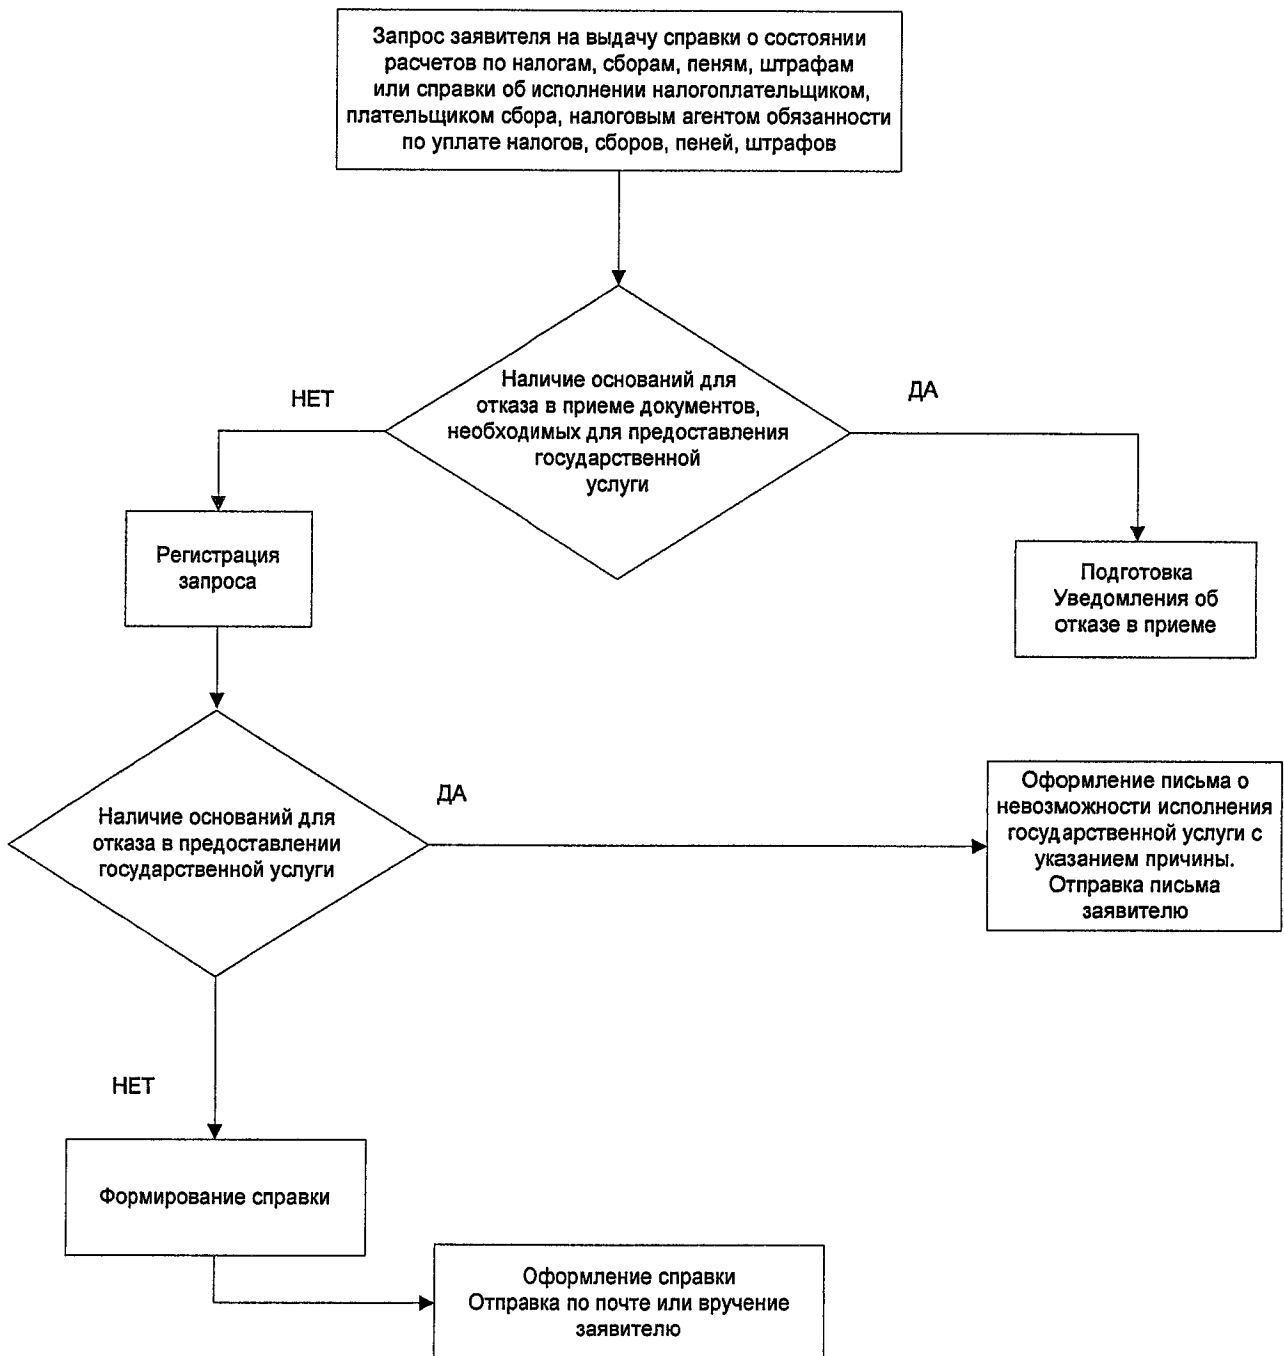 Запрос заявителя на выдачу справки о состоянии
расчетов по налогам, сборам, пеням, штрафам
или справки об исполнении налогоплательщиком,
плательщиком сбора, налоговым агентом обязанности
по уплате налогов, сборов, пеней, штрафов
Наличие оснований для
отказа в приеме документов,
необходимых для предоставления
государственной
услуги
НЕТ
ДА
Регистрация
запроса
Подготовка
Уведомления об
отказе в приеме
Наличие оснований для
отказа в предоставлении
государственной услуги
ДА
Оформление письма о
невозможности исполнения
государственной услуги с
указанием причины.
Отправка письма
заявителю
НЕТ
Формирование справки
Оформление справки
Отправка по почте или вручение
заявителю